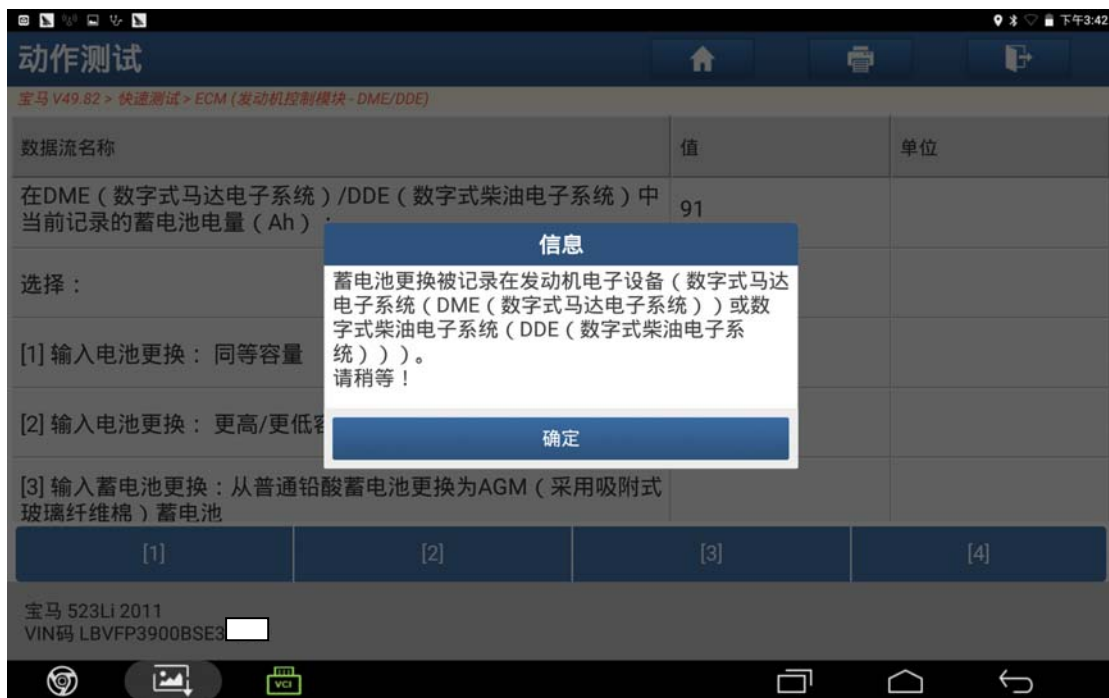 下午3:42
动作测试
宝马 V49.82 > 快速测试 > ECM (发动机控制模块 - DME/DDE)
数据流名称 值 单位
在DME（数字式马达电子系统）/DDE（数字式柴油电子系统）中
当前记录的蓄电池电量（Ah）： 91
选择：
[1] 输入电池更换： 同等容量
[2] 输入电池更换： 更高/更低
[3] 输入蓄电池更换：从普通铅酸蓄电池更换为AGM（采用吸附式
玻璃纤维棉）蓄电池
信息
蓄电池更换被记录在发动机电子设备（数字式马达
电子系统（DME（数字式马达电子系统））或数
字式柴油电子系统（DDE（数字式柴油电子系
统）））。
请稍等！
确定
[1] [2] [3] [4]
宝马 523Li 2011
VIN码 LBVFP3900BSE3
VCI